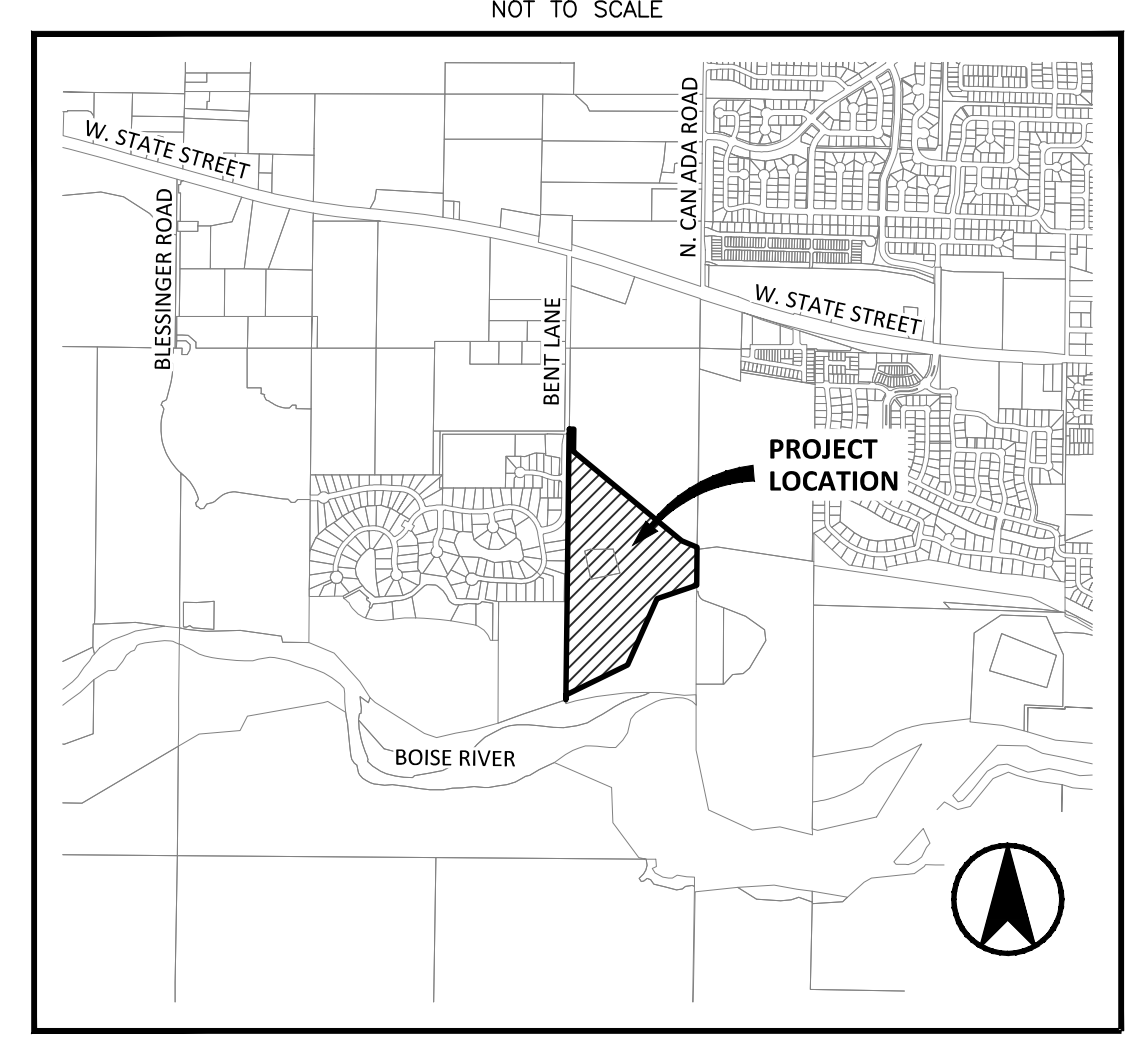 NOT TO SCALE
W. STATE STREET
BLESSINGER ROAD
N. CAN ADA ROAD
W. STATE STREET
BENT LANE
PROJECT
LOCATION
BOISE RIVER